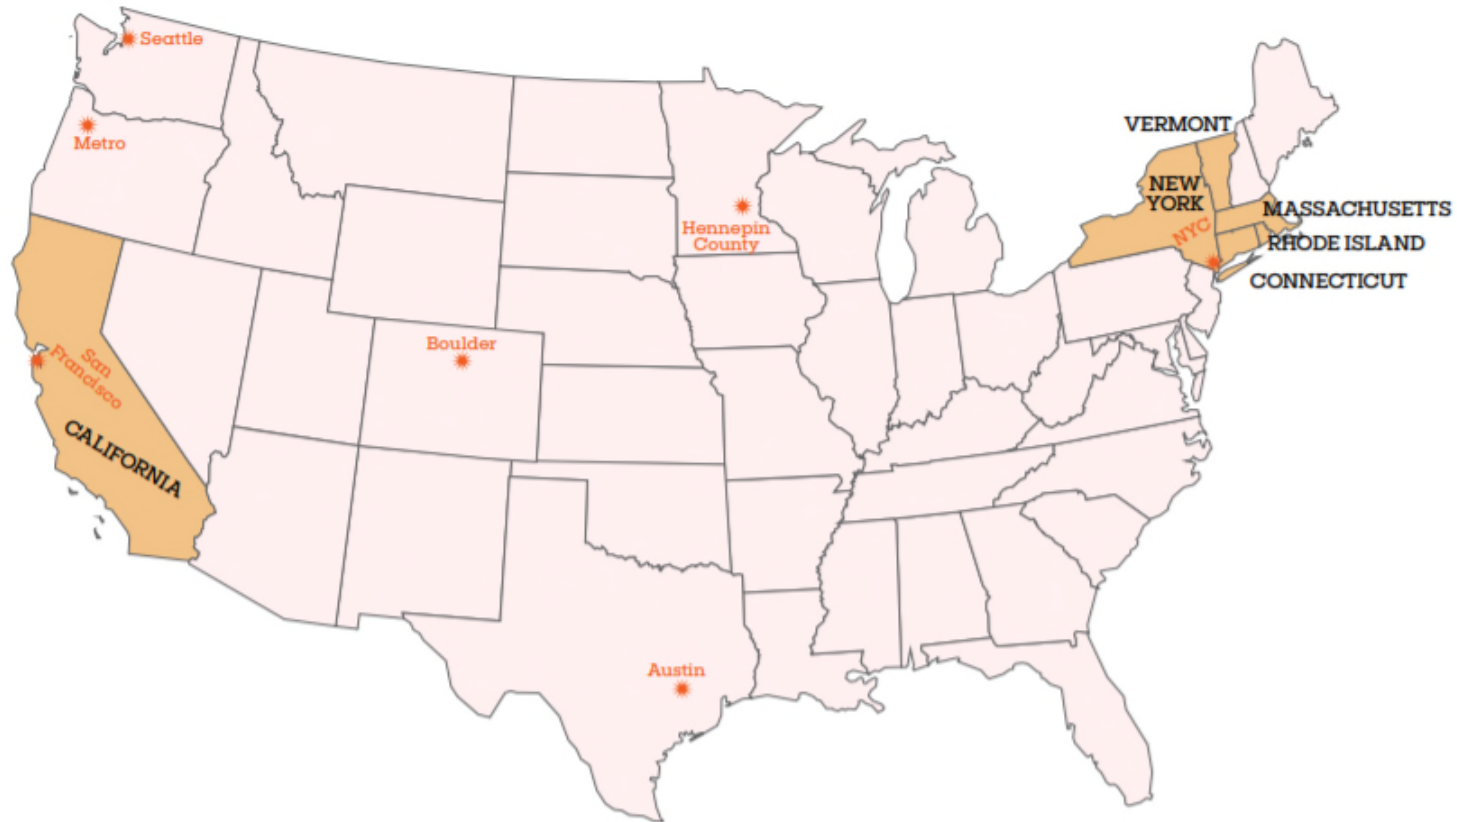 Seattle
Metro
VERMONT
NEW
YORK
MASSACHUSETTS
NYC
RHODE ISLAND
CONNECTICUT
Hennepin
County
Boulder
San
Francisco
CALIFORNIA
Austin